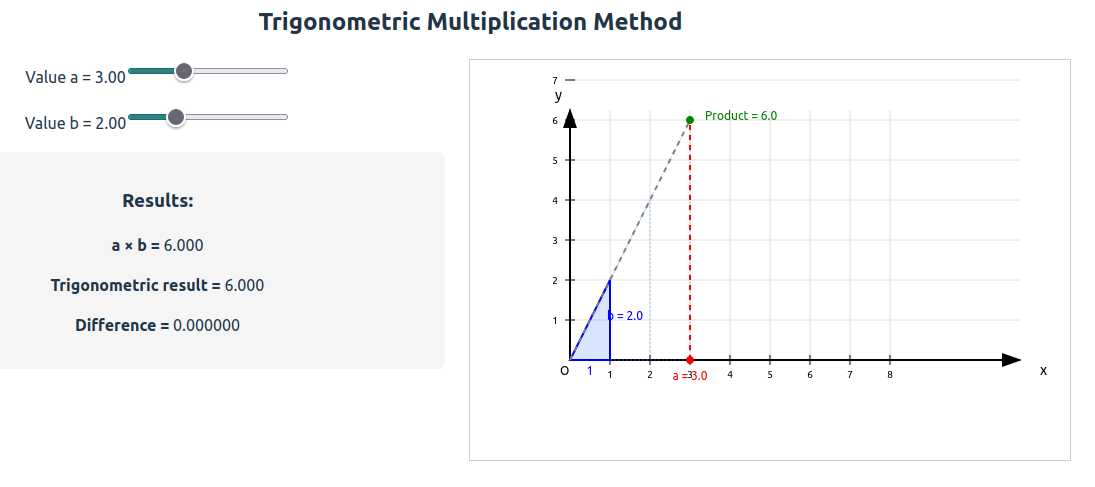 Trigonometric Multiplication Method
Value a = 3.00
Value b = 2.00
Results:
a × b = 6.000
Trigonometric result = 6.000
Difference = 0.000000
7
y
6
Product = 6.0
5
4
3
2
1
b = 2.0
O
1
1
2
3
4
5
6
7
8
x
a = 3.0